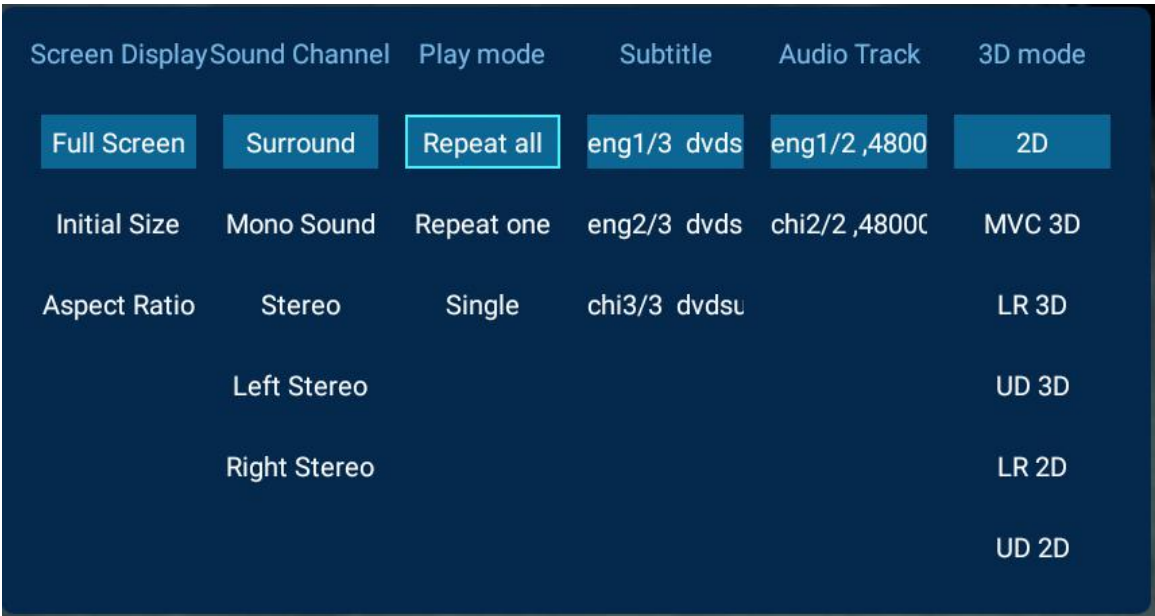 Screen Display Sound Channel Play mode Subtitle Audio Track 3D mode
Full Screen Surround Repeat all eng1/3 dvds eng1/2 ,4800 2D
Initial Size Mono Sound Repeat one eng2/3 dvds chi2/2 ,48000 MVC 3D
Aspect Ratio Stereo Single chi3/3 dvdsu LR 3D
Left Stereo UD 3D
Right Stereo LR 2D
UD 2D